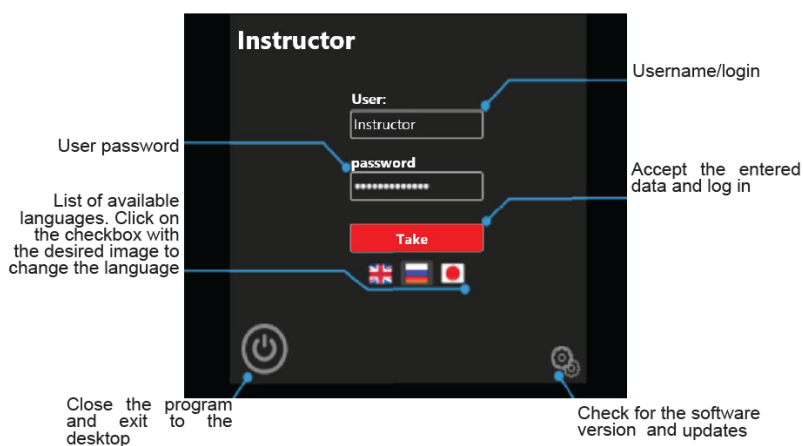 Instructor
Username/login
User:
Instructor
User password
password
•••••••••••••
Accept the entered
data and log in
List of available
languages. Click on
the checkbox with
the desired image to
change the language
Take
Close the program
and exit to the
desktop
Check for the software
version and updates